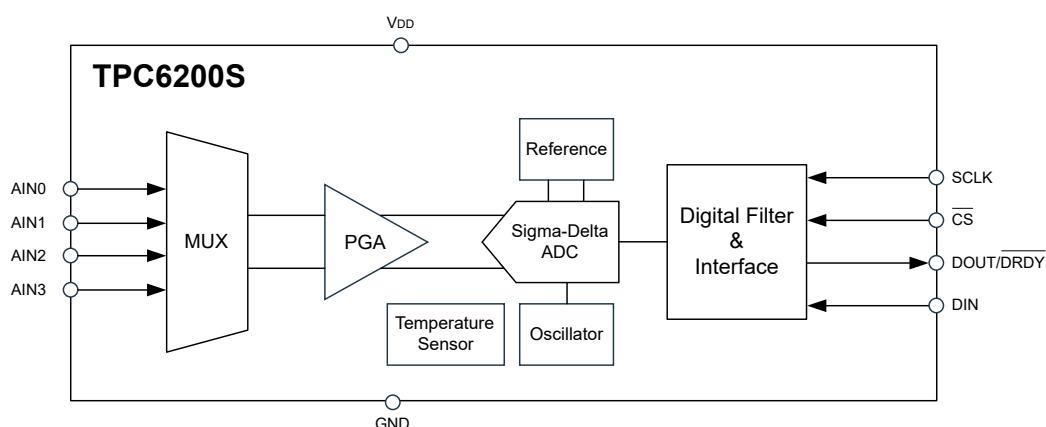 VDD
TPC6200S
Reference
AIN0
AIN1
AIN2
AIN3
MUX
PGA
Sigma-Delta
ADC
Digital Filter
&
Interface
SCLK
CS
DOUT/DRDY
DIN
Temperature
Sensor
Oscillator
GND